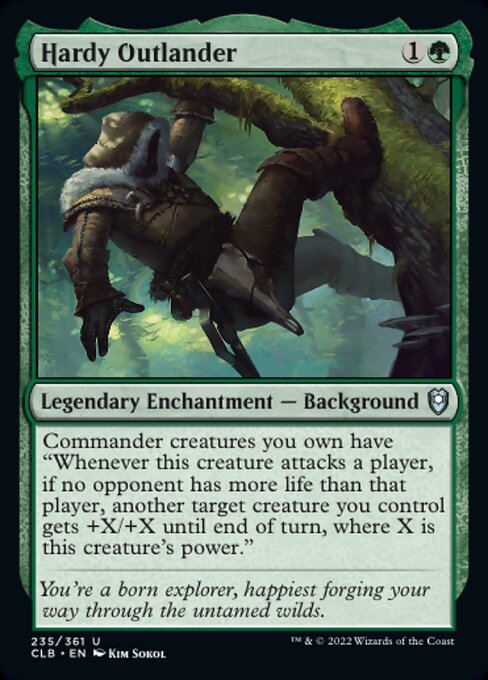 Hardy Outlander 1
Legendary Enchantment — Background
Commander creatures you own have
“Whenever this creature attacks a player,
if no opponent has more life than that
player, another target creature you control
gets +X/+X until end of turn, where X is
this creature’s power.”
You’re a born explorer, happiest forging your
way through the untamed wilds.
235/361 U
CLB • EN Kim Sokol
™ & © 2022 Wizards of the Coast